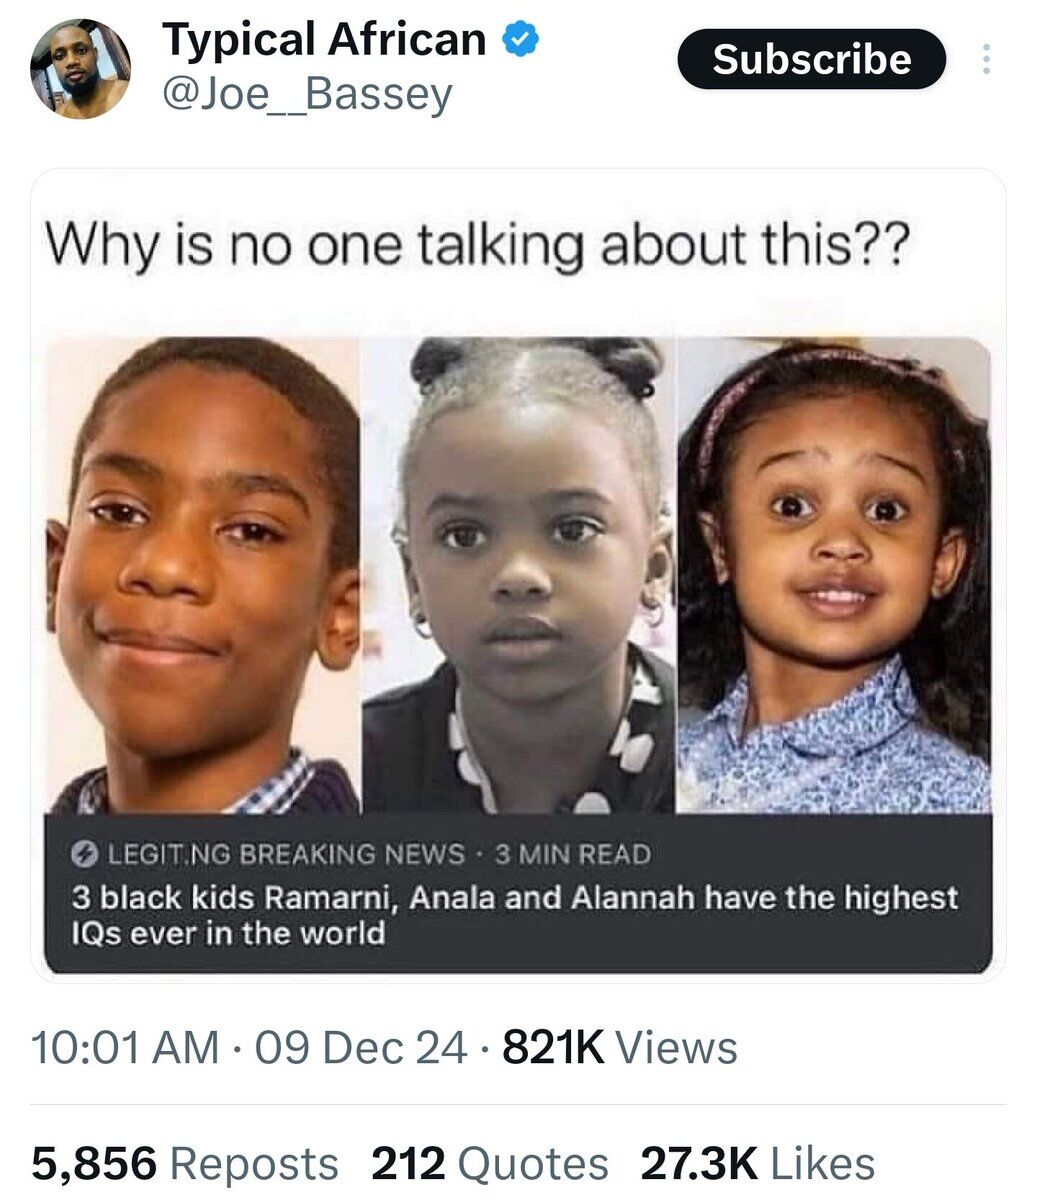 Typical African
Subscribe
@Joe__Bassey
Why is no one talking about this??
LEGIT.NG BREAKING NEWS · 3 MIN READ
3 black kids Ramarni, Anala and Alannah have the highest
IQs ever in the world
10:01 AM · 09 Dec 24 · 821K Views
5,856 Reposts 212 Quotes 27.3K Likes